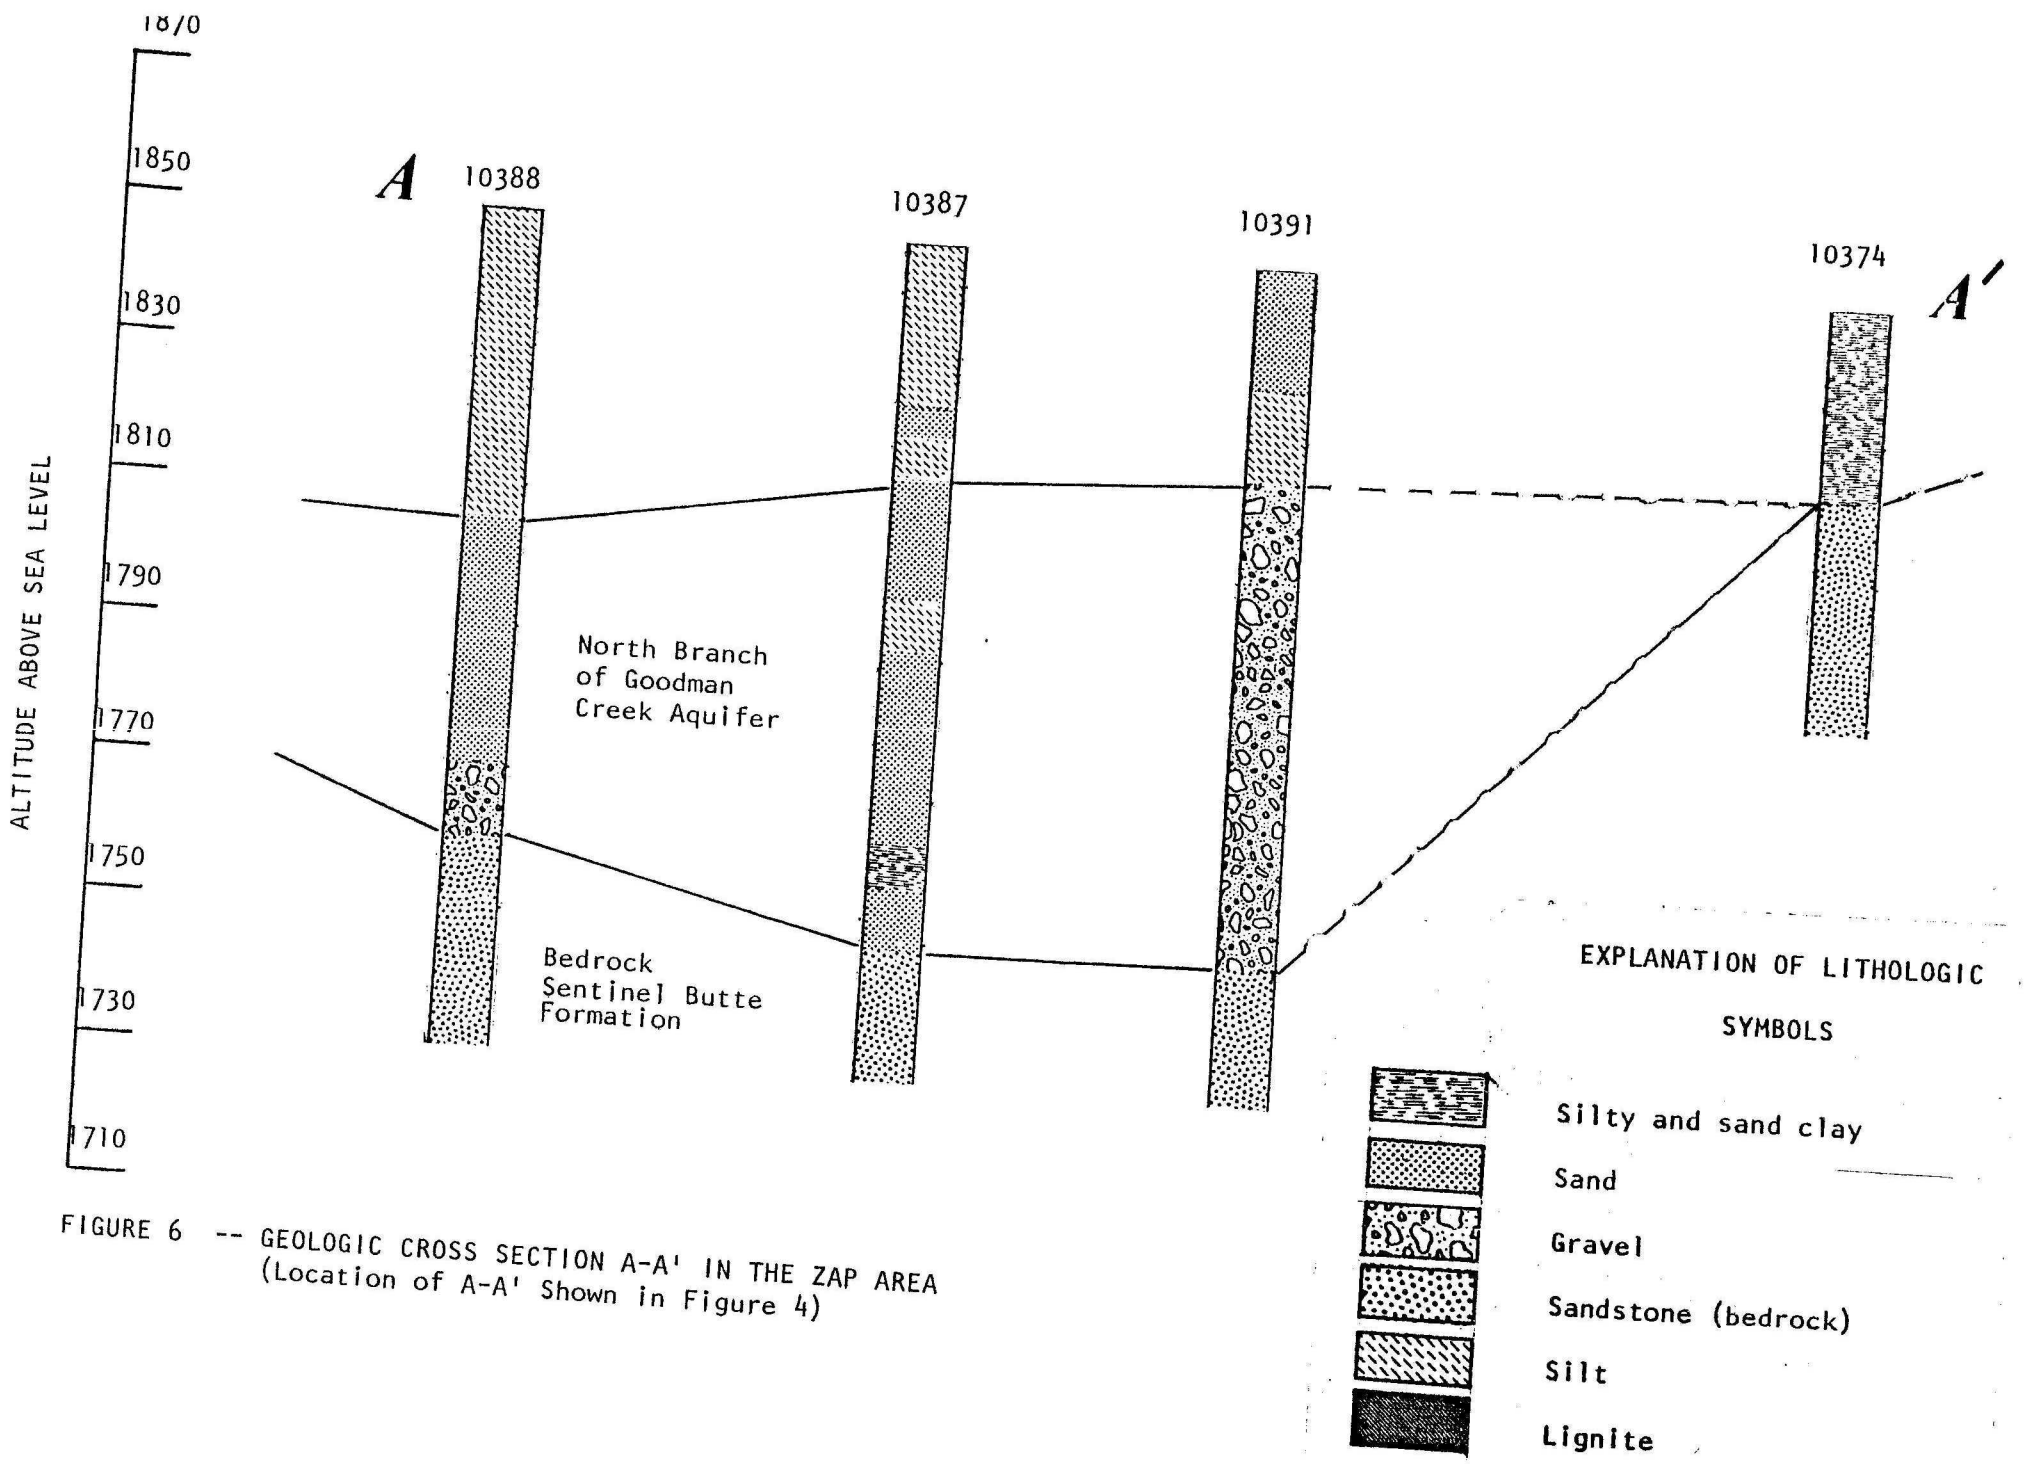 1870
1850
1830
1810
1790
1770
1750
1730
1710
ALTITUDE ABOVE SEA LEVEL
A
10388
10387
10391
10374
A'
North Branch
of Goodman
Creek Aquifer
Bedrock
Sentinel Butte
Formation
EXPLANATION OF LITHOLOGIC
SYMBOLS
Silty and sand clay
Sand
Gravel
Sandstone (bedrock)
Silt
Lignite
FIGURE 6 -- GEOLOGIC CROSS SECTION A-A' IN THE ZAP AREA
(Location of A-A' Shown in Figure 4)